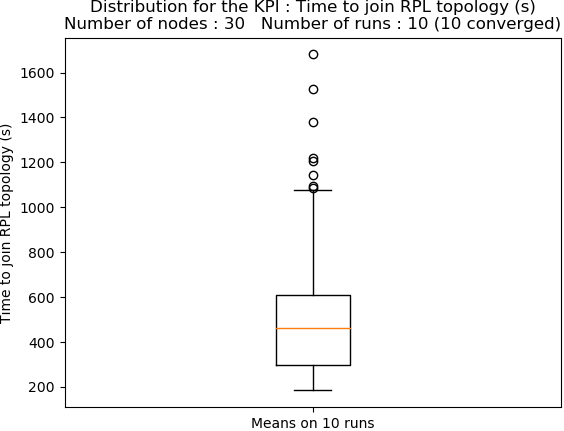 Distribution for the KPI : Time to join RPL topology (s)
Number of nodes : 30   Number of runs : 10 (10 converged)
Time to join RPL topology (s)
1600
1400
1200
1000
800
600
400
200
Means on 10 runs